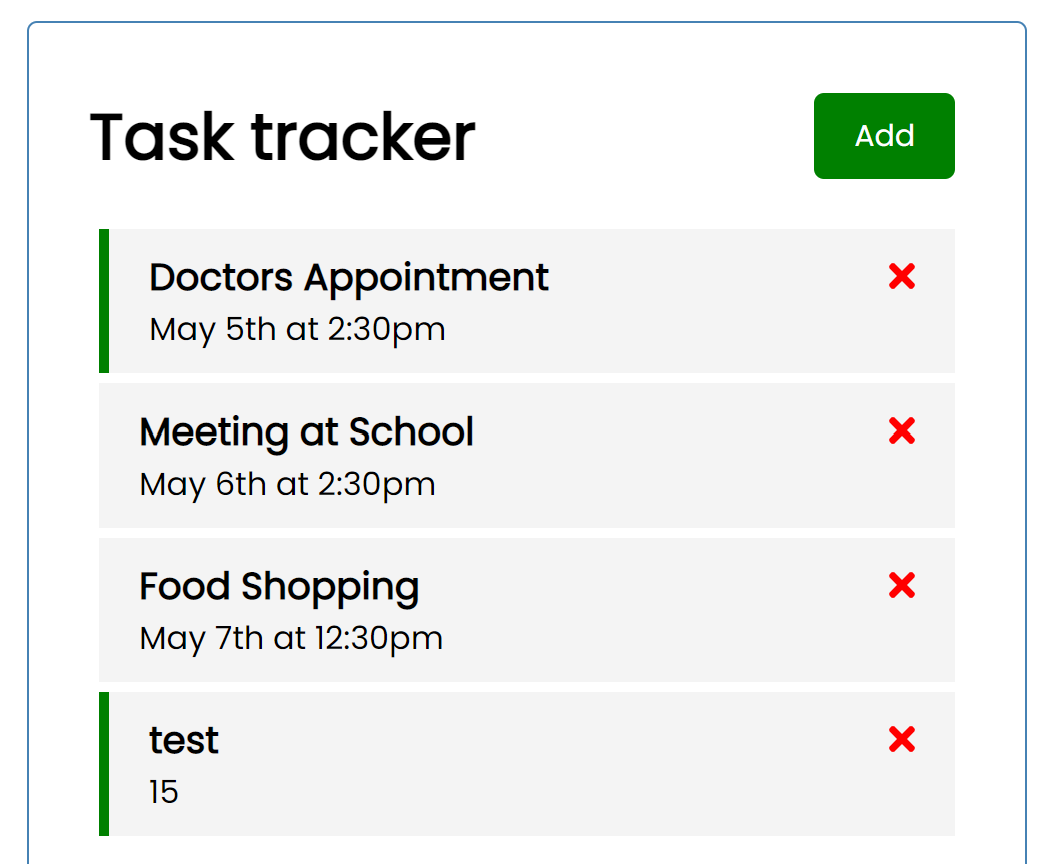 Task tracker
Add
Doctors Appointment
May 5th at 2:30pm
Meeting at School
May 6th at 2:30pm
Food Shopping
May 7th at 12:30pm
test
15